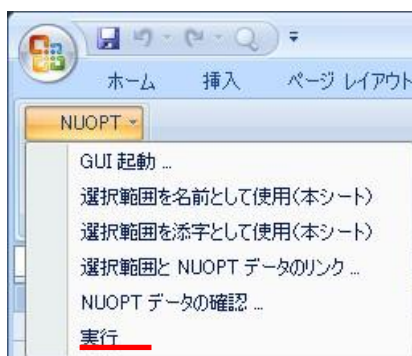 ホーム 挿入 ページ レイアウト
NUOPT
GUI 起動 ...
選択範囲を名前として使用(本シート)
選択範囲を添字として使用(本シート)
選択範囲と NUOPT データのリンク ...
NUOPT データの確認 ...
実行